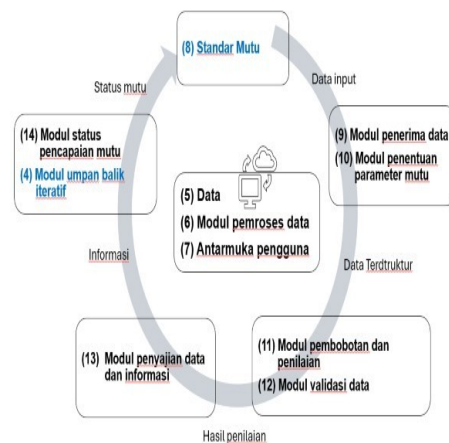 (8) Standar Mutu
Status mutu
Data input
(14) Modul status
pencapaian mutu
(4) Modul umpan balik
iteratif
(9) Modul penerima data
(10) Modul penentuan
parameter mutu
(5) Data
(6) Modul pemroses data
(7) Antarmuka pengguna
Informasi
Data Terdtruktur
(13) Modul penyajian data
dan informasi
(11) Modul pembobotan dan
penilaian
(12) Modul validasi data
Hasil penilaian